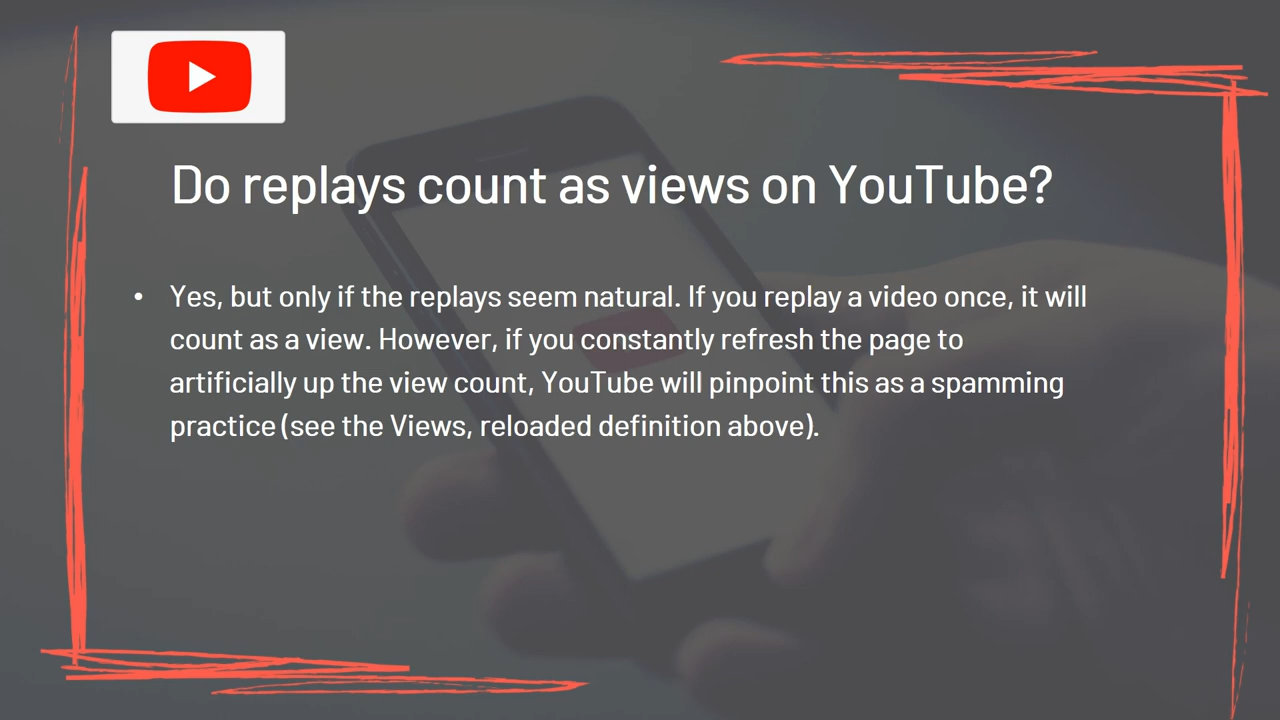 Do replays count as views on YouTube?
• Yes, but only if the replays seem natural. If you replay a video once, it will
count as a view. However, if you constantly refresh the page to
artificially up the view count, YouTube will pinpoint this as a spamming
practice (see the Views, reloaded definition above).